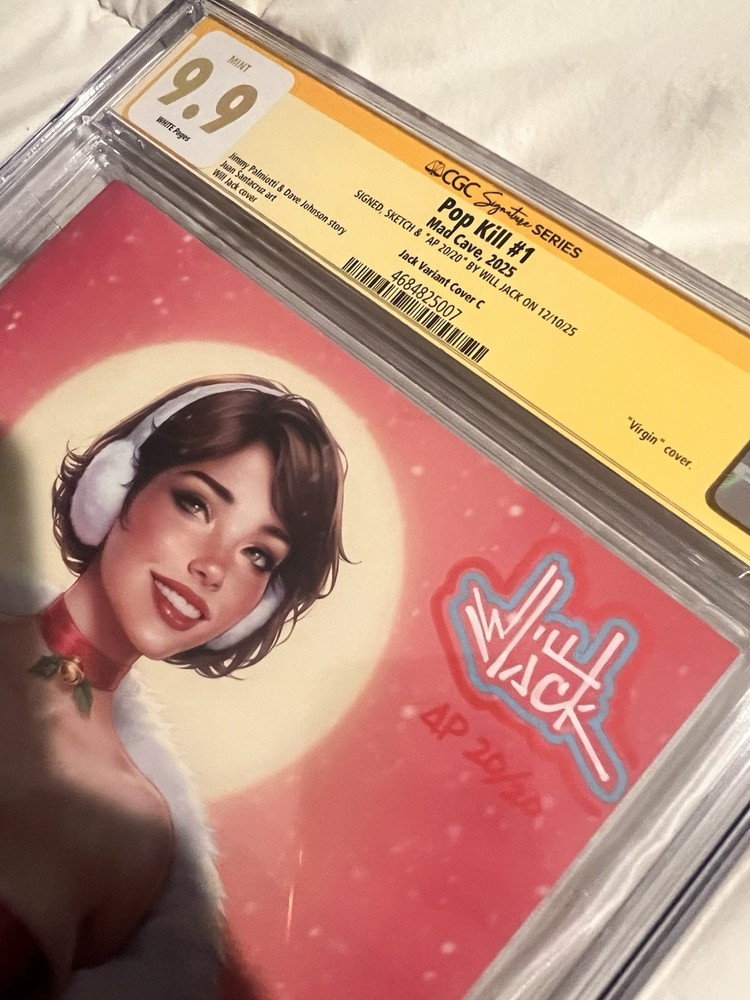 MINT
9.9
WHITE Pages
Jimmy Palmiotti & Dave Johnson story
Juan Santacruz art
Will Jack cover
CGC Signature SERIES
Pop Kill #1
Mad Cave, 2025
SIGNED, SKETCH & "AP 20/20" BY WILL JACK ON 12/10/25
Jack Variant Cover C
4684825007
"Virgin" cover.
Will
Jack
AP 20/20